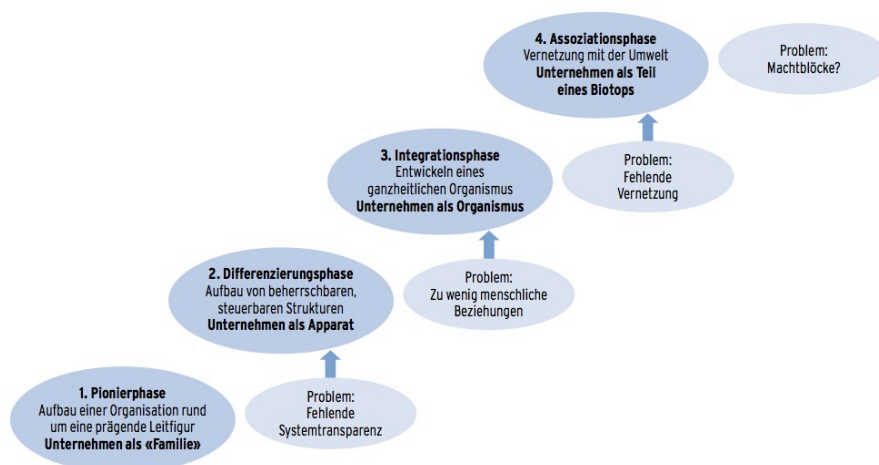 4. Assoziationsphase
Vernetzung mit der Umwelt
Unternehmen als Teil
eines Biotops
Problem:
Machtblöcke?
3. Integrationsphase
Entwickeln eines
ganzheitlichen Organismus
Unternehmen als Organismus
Problem:
Fehlende
Vernetzung
2. Differenzierungsphase
Aufbau von beherrschbaren,
steuerbaren Strukturen
Unternehmen als Apparat
Problem:
Zu wenig menschliche
Beziehungen
1. Pionierphase
Aufbau einer Organisation rund
um eine prägende Leitfigur
Unternehmen als «Familie»
Problem:
Fehlende
Systemtransparenz